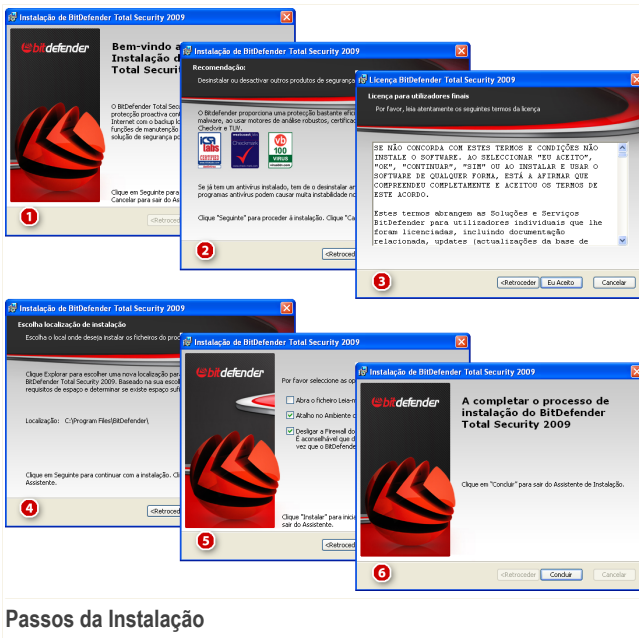 Instalação de BitDefender Total Security 2009
bitdefender
Bem-vindo a
Instalação d
Total Securi
O BitDefender Total Sec
protecção proactiva cont
Internet com o backup lo
funções de manutenção
solução de segurança po
Clique em Seguinte para
Cancelar para sair do As
<Retroced
1
Instalação de BitDefender Total Security 2009
Recomendação:
Desinstalar ou desactivar outros produtos de segurança
O Bitdefender proporciona uma protecção bastante efic
malware, ao usar motores de análise robustos, certifica
Checkvir e TUV.
ICSA
labs
CERTIFIED
Checkmark
VB
100
VIRUS
Se já tem um antivírus instalado, tem de o desinstalar an
programas antivírus podem causar muita instabilidade no
Clique "Seguinte" para proceder à instalação. Clique "Ca
<Retroced
2
Licença BitDefender Total Security 2009
Licença para utilizadores finais
Por favor, leia atentamente os seguintes termos da licença
SE NÃO CONCORDA COM ESTES TERMOS E CONDIÇÕES NÃO
INSTALE O SOFTWARE. AO SELECCIONAR "EU ACEITO",
"OK", "CONTINUAR", "SIM" OU AO INSTALAR E USAR O
SOFTWARE DE QUALQUER FORMA, ESTÁ A AFIRMAR QUE
COMPREENDEU COMPLETAMENTE E ACEITOU OS TERMOS DE
ESTE ACORDO.
Estes termos abrangem as Soluções e Serviços
BitDefender para utilizadores individuais que lhe
foram licenciadas, incluindo documentação
relacionada, updates (actualizações da base de
<Retroceder Eu Aceito Cancelar
3
Instalação de BitDefender Total Security 2009
Escolha localização de instalação
Escolha o local onde deseja instalar os ficheiros do proc
Clique Explorar para escolher uma nova localização para
BitDefender Total Security 2009. Baseado na sua escol
requisitos de espaço e determinar se existe espaço sufi
Localização: C:\Program Files\BitDefender\
Clique em Seguinte para continuar com a instalação. Cli
Assistente.
<Retroced
4
Instalação de BitDefender Total Security 2009
bitdefender
Por favor seleccione as op
Abra o ficheiro Leia-m
Atalho no Ambiente d
Desligar a Firewall do
É aconselhável que d
vez que o BitDefende
Clique "Instalar" para inicia
sair do Assistente.
<Retroced
5
Instalação de BitDefender Total Security 2009
bitdefender
A completar o processo de
instalação do BitDefender
Total Security 2009
Clique em "Concluir" para sair do Assistente de Instalação.
<Retroceder Concluir Cancelar
6
Passos da Instalação